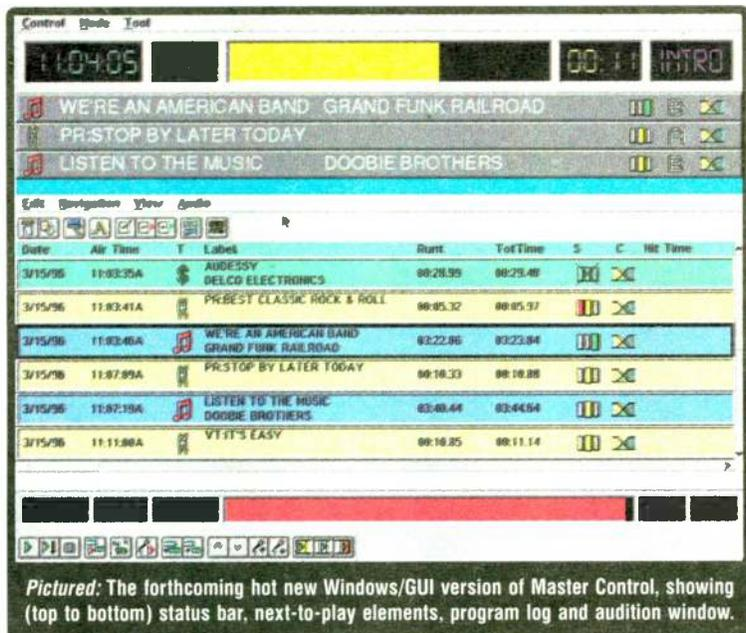 Control Mode Tool
11:04:05 00:11 INTRO
WE'RE AN AMERICAN BAND GRAND FUNK RAILROAD
PR:STOP BY LATER TODAY
LISTEN TO THE MUSIC DOOBIE BROTHERS
Edit Navigation View Audio
Date Air Time T Labels Runt. TotTime S C Hit Time
3/15/96 11:03:35A $ AUDESSY 00:28.99 00:29.48
DELCO ELECTRONICS
3/15/96 11:03:41A PR:BEST CLASSIC ROCK & ROLL 00:05.32 00:05.97
3/15/96 11:03:46A WE'RE AN AMERICAN BAND 03:22.86 03:23.84
GRAND FUNK RAILROAD
3/15/96 11:07:09A PR:STOP BY LATER TODAY 00:10.33 00:10.88
3/15/96 11:07:19A LISTEN TO THE MUSIC 03:40.44 03:44.64
DOOBIE BROTHERS
3/15/96 11:11:00A VT:IT'S EASY 00:10.85 00:11.14
Pictured: The forthcoming hot new Windows/GUI version of Master Control, showing
(top to bottom) status bar, next-to-play elements, program log and audition window.